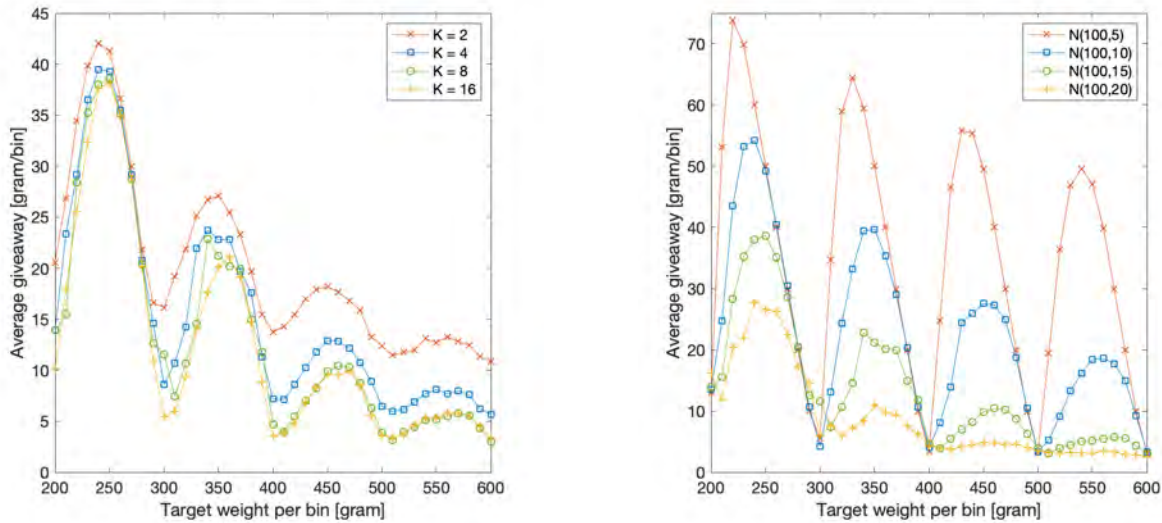 45
40
35
30
25
20
15
10
5
0
Average giveaway [gram/bin]
200 250 300 350 400 450 500 550 600
Target weight per bin [gram]
K = 2
K = 4
K = 8
K = 16
70
60
50
40
30
20
10
0
Average giveaway [gram/bin]
200 250 300 350 400 450 500 550 600
Target weight per bin [gram]
N(100,5)
N(100,10)
N(100,15)
N(100,20)